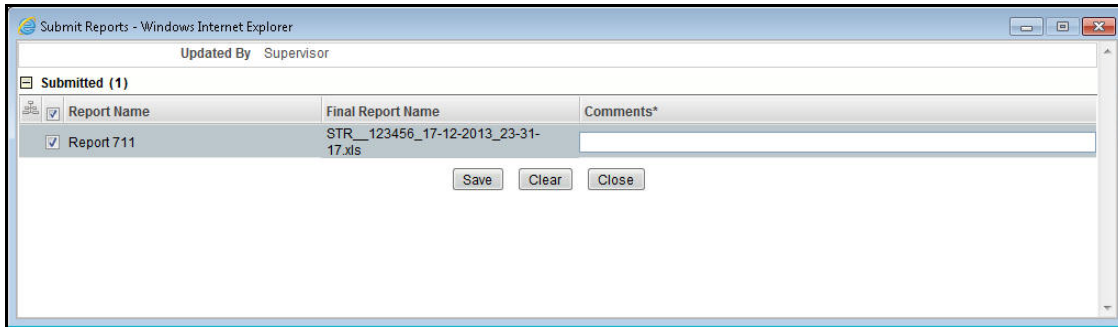 Submit Reports - Windows Internet Explorer
Updated By Supervisor
Submitted (1)
Report Name Final Report Name Comments*
Report 711 STR__123456_17-12-2013_23-31-
17.xls
Save Clear Close